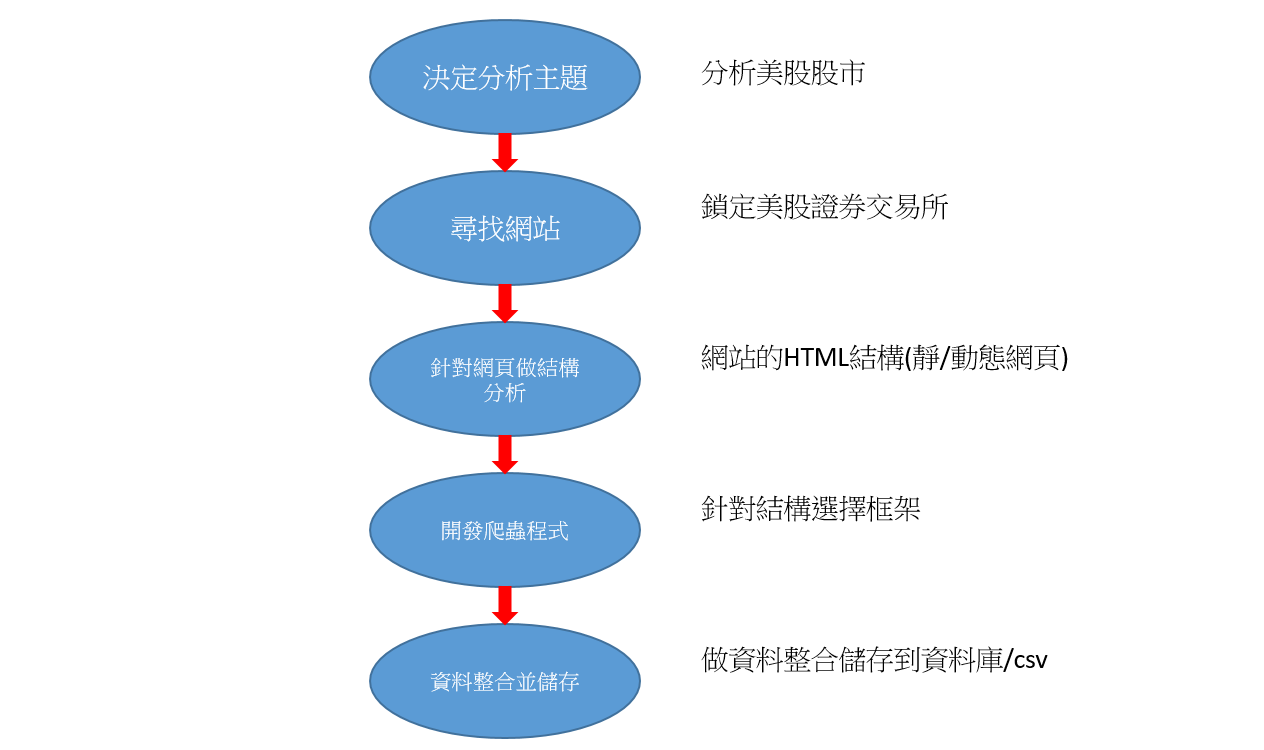 決定分析主題
分析美股股市
尋找網站
鎖定美股證券交易所
針對網頁做結構
分析
網站的HTML結構(靜/動態網頁)
開發爬蟲程式
針對結構選擇框架
資料整合並儲存
做資料整合儲存到資料庫/csv